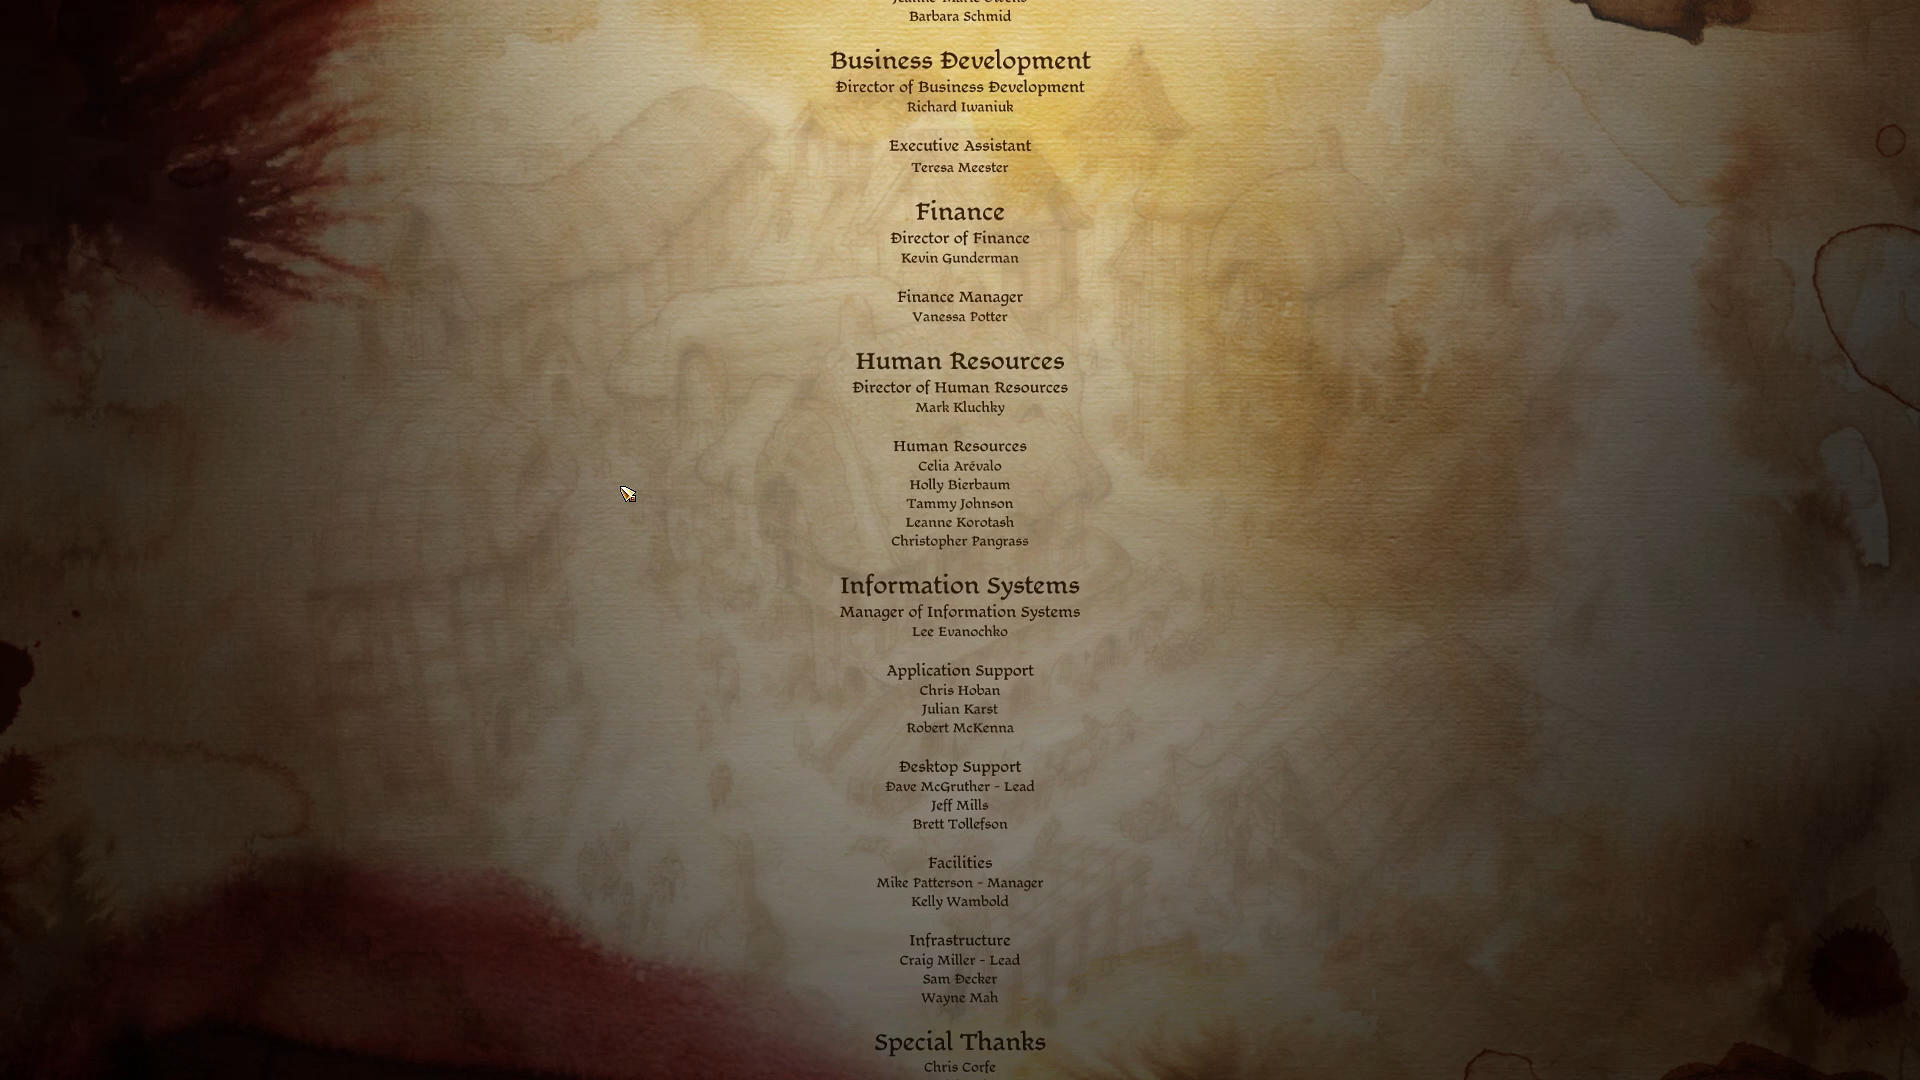 Barbara Schmid
Business Development
Director of Business Development
Richard Iwaniuk
Executive Assistant
Teresa Meester
Finance
Director of Finance
Kevin Gunderman
Finance Manager
Vanessa Potter
Human Resources
Director of Human Resources
Mark Kluchky
Human Resources
Celia Arévalo
Holly Bierbaum
Tammy Johnson
Leanne Korotash
Christopher Pangrass
Information Systems
Manager of Information Systems
Lee Evanochko
Application Support
Chris Hoban
Julian Karst
Robert McKenna
Desktop Support
Dave McGruther - Lead
Jeff Mills
Brett Tollefson
Facilities
Mike Patterson - Manager
Kelly Wambold
Infrastructure
Craig Miller - Lead
Sam Decker
Wayne Mah
Special Thanks
Chris Corfe